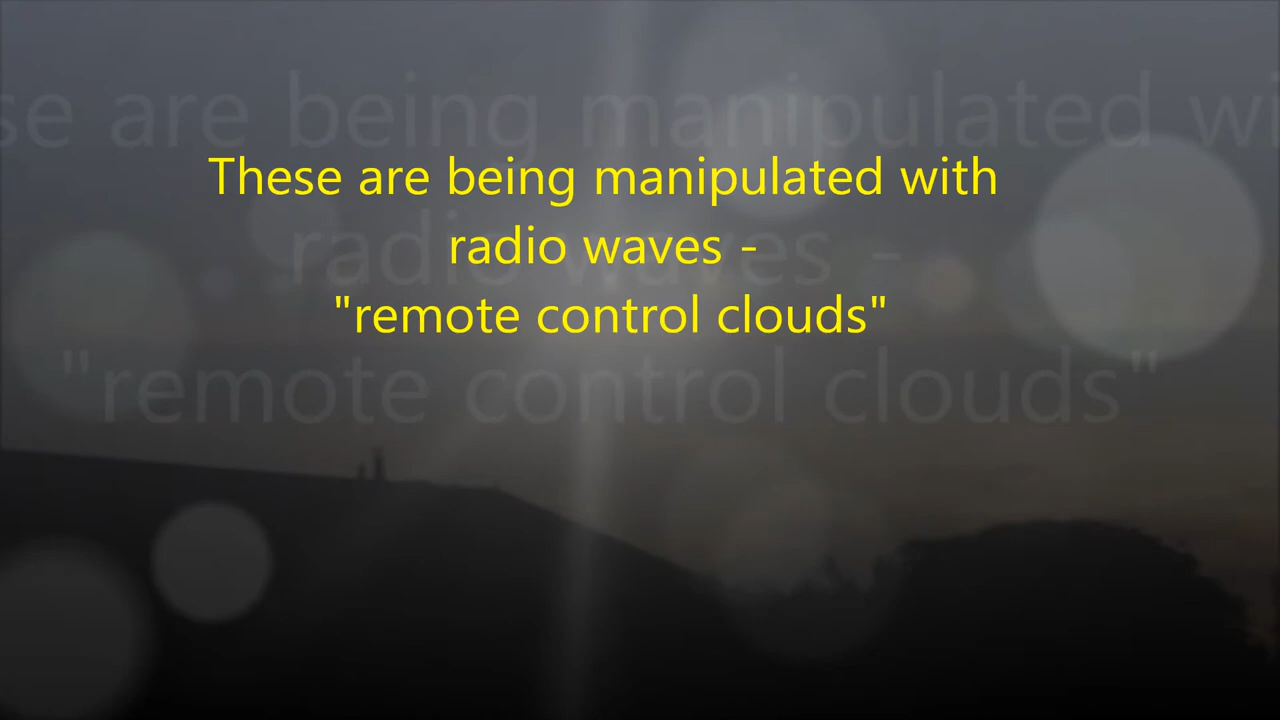 These are being manipulated with
radio waves -
"remote control clouds"